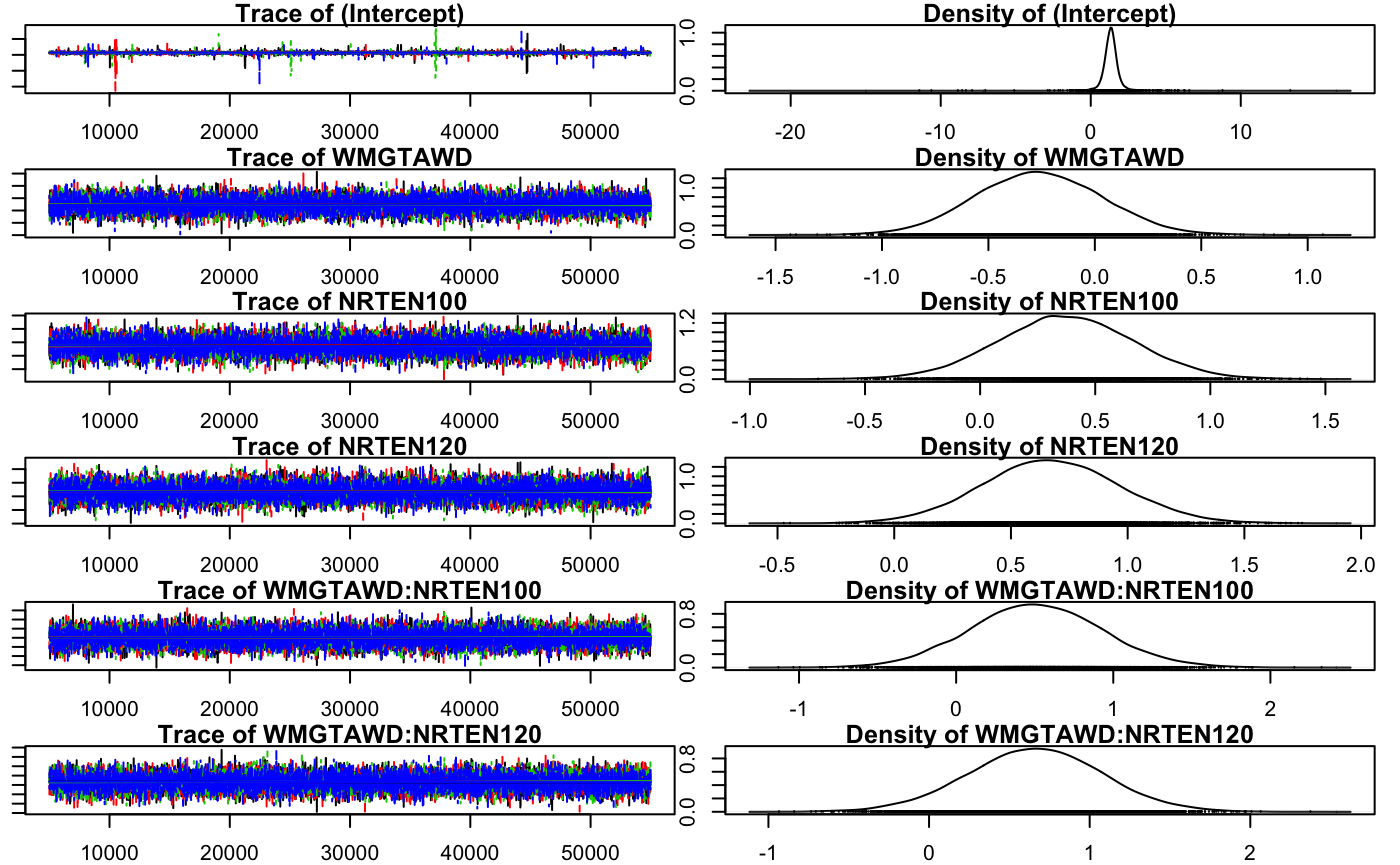 Trace of (Intercept) Density of (Intercept)
0.0 1.0
10000 20000 30000 40000 50000 -20 -10 0 10
Trace of WMGTAWD Density of WMGTAWD
0.0 1.0
10000 20000 30000 40000 50000 -1.5 -1.0 -0.5 0.0 0.5 1.0
Trace of NRTEN100 Density of NRTEN100
0.0 1.2
10000 20000 30000 40000 50000 -1.0 -0.5 0.0 0.5 1.0 1.5
Trace of NRTEN120 Density of NRTEN120
0.0 1.0
10000 20000 30000 40000 50000 -0.5 0.0 0.5 1.0 1.5 2.0
Trace of WMGTAWD:NRTEN100 Density of WMGTAWD:NRTEN100
0.0 0.8
10000 20000 30000 40000 50000 -1 0 1 2
Trace of WMGTAWD:NRTEN120 Density of WMGTAWD:NRTEN120
0.0 0.8
10000 20000 30000 40000 50000 -1 0 1 2